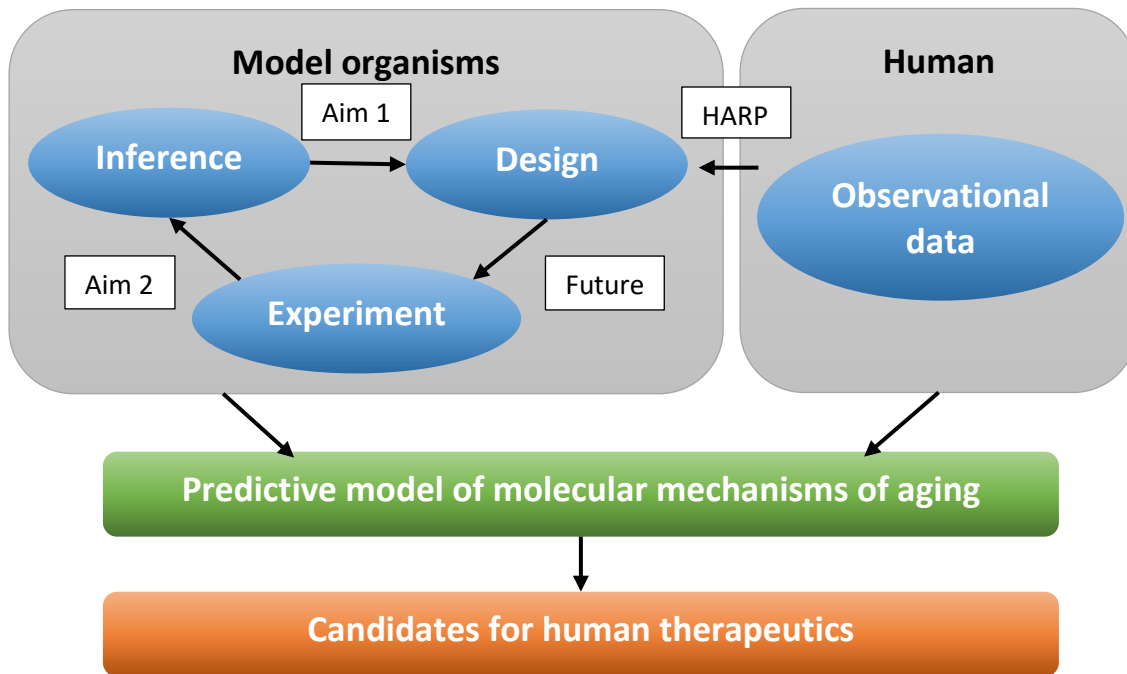 Model organisms
Human
Aim 1
HARP
Inference
Design
Observational
data
Aim 2
Future
Experiment
Predictive model of molecular mechanisms of aging
Candidates for human therapeutics